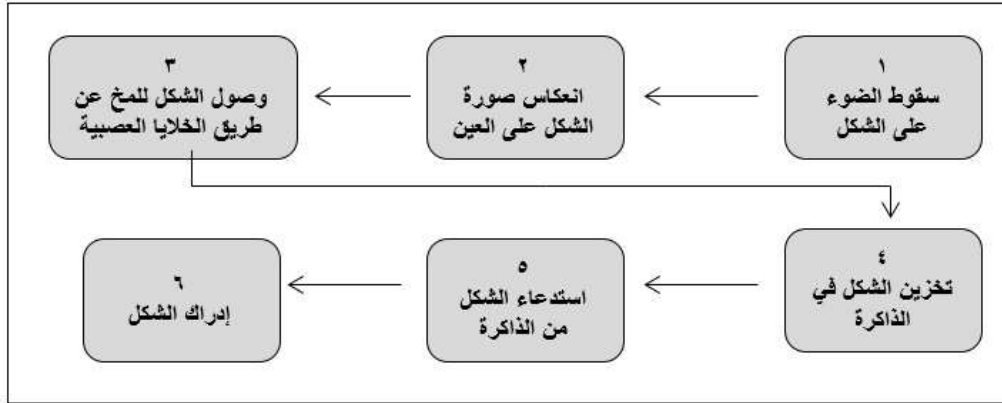 ١
سقوط الضوء
على الشكل
٢
انعكاس صورة
الشكل على العين
٣
وصول الشكل للمخ عن
طريق الخلايا العصبية
٤
تخزين الشكل في
الذاكرة
٥
استدعاء الشكل
من الذاكرة
٦
إدراك الشكل